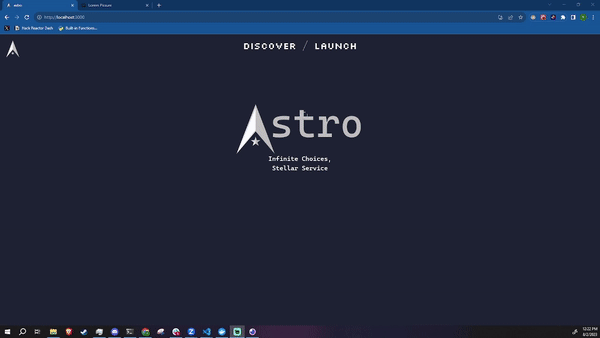 astro
Lorem Picsum
http://localhost:3000
Hack Reactor Dash
Built-in Functions...
DISCOVER / LAUNCH
Astro
Infinite Choices,
Stellar Service
12:22 PM
8/2/2023